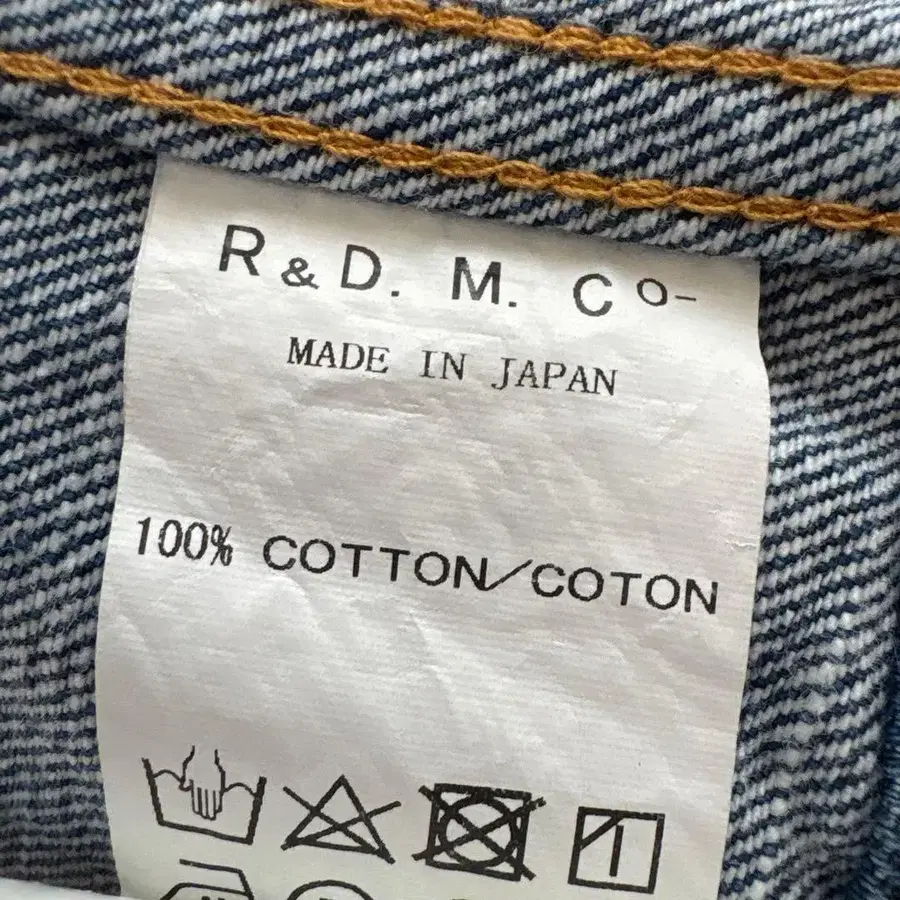 R & D. M. Co-
MADE IN JAPAN
100% COTTON/COTON